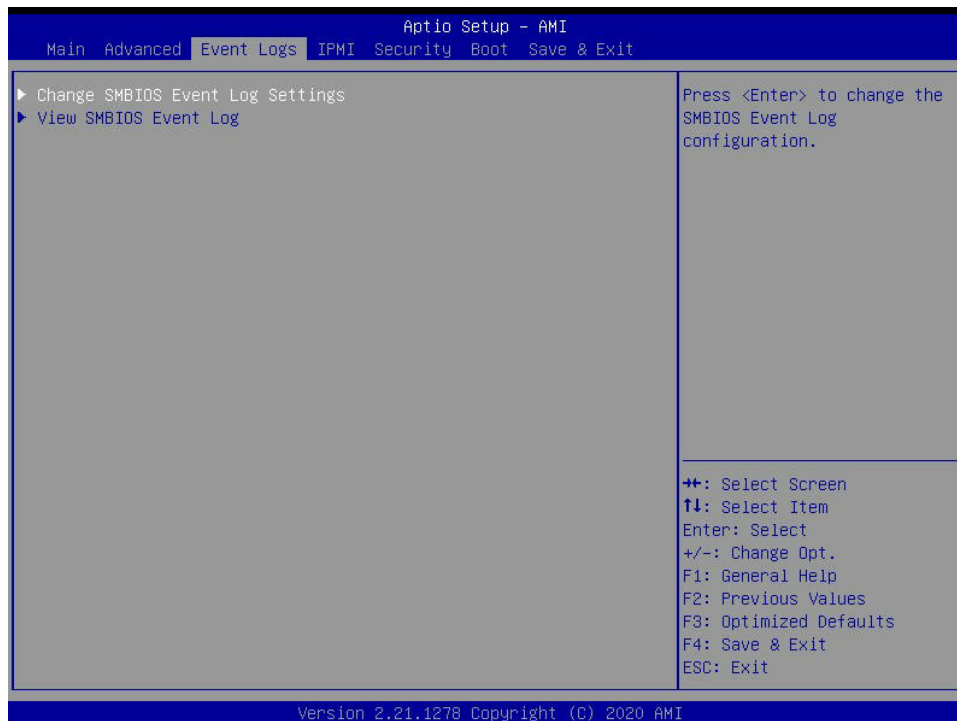 Aptio Setup – AMI
Main Advanced Event Logs IPMI Security Boot Save & Exit
▶ Change SMBIOS Event Log Settings
▶ View SMBIOS Event Log
Press <Enter> to change the
SMBIOS Event Log
configuration.
→←: Select Screen
↑↓: Select Item
Enter: Select
+/-: Change Opt.
F1: General Help
F2: Previous Values
F3: Optimized Defaults
F4: Save & Exit
ESC: Exit
Version 2.21.1278 Copyright (C) 2020 AMI